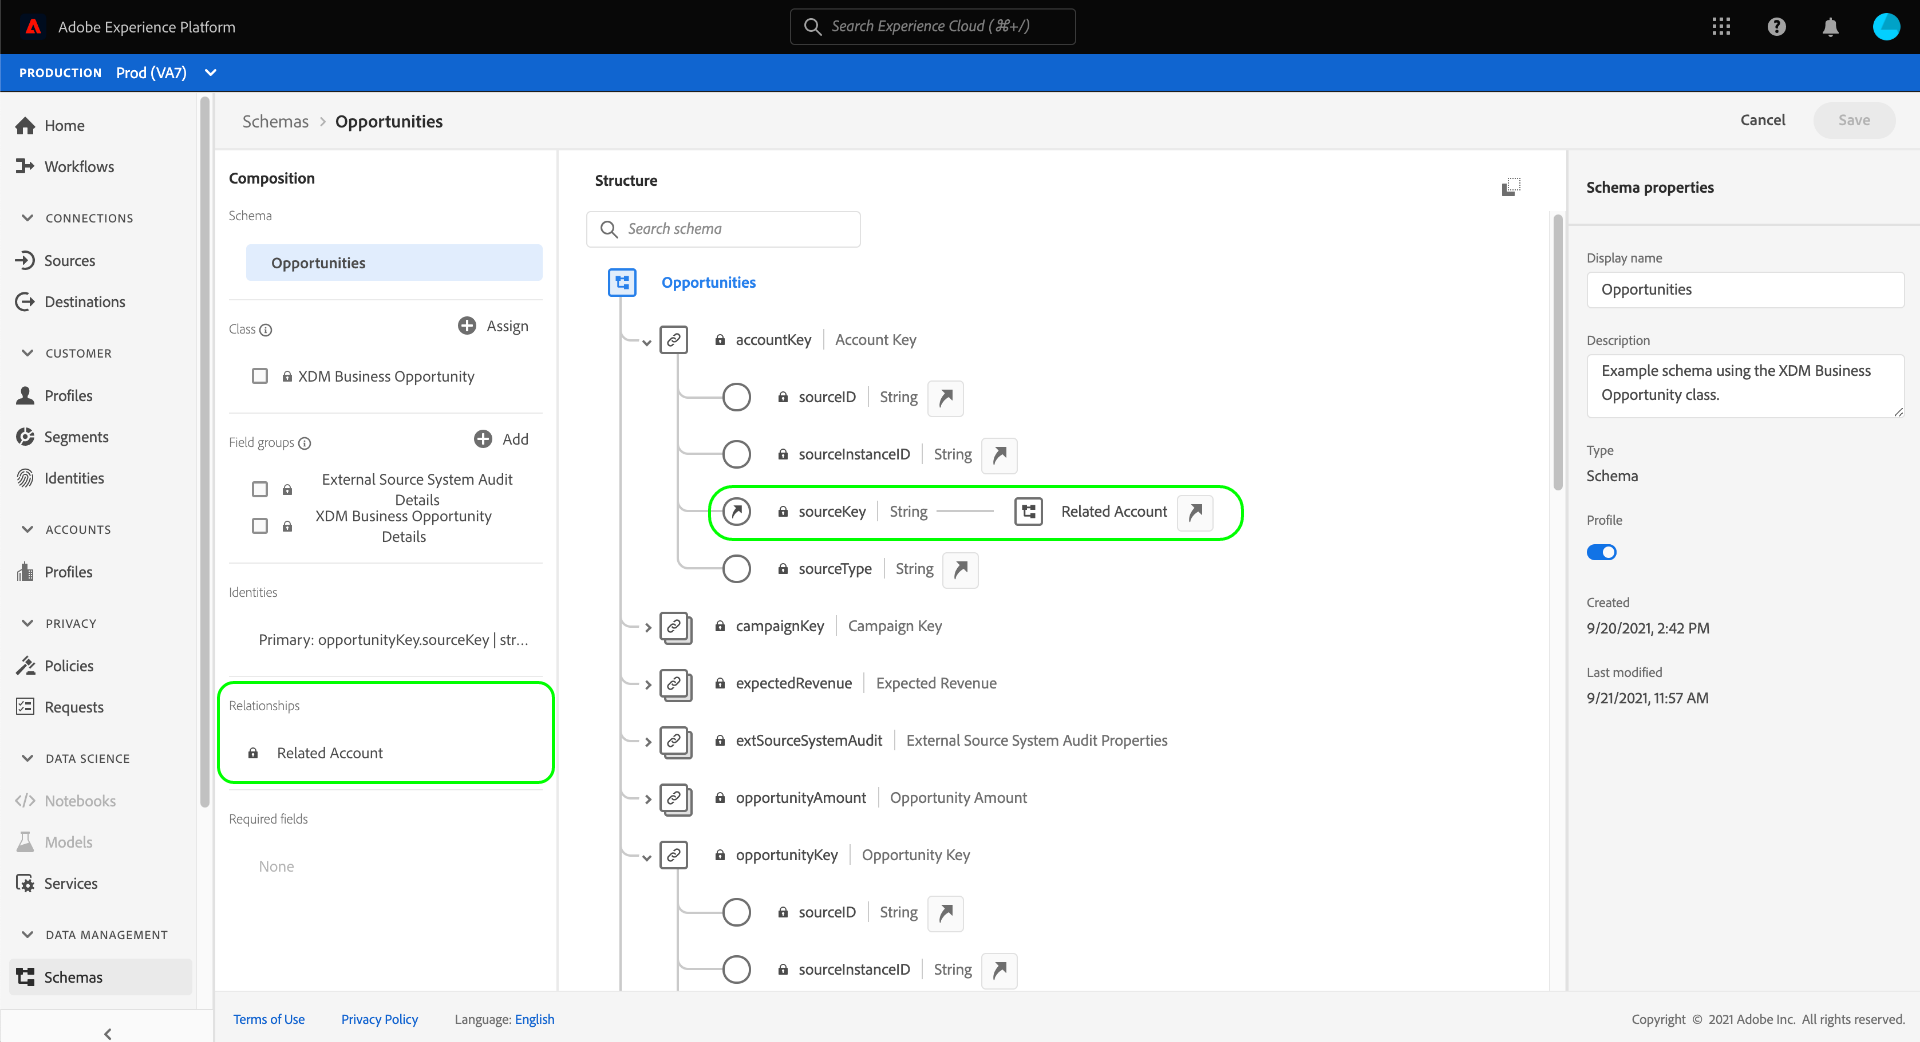 Adobe Experience Platform
Search Experience Cloud (⌘+/)
PRODUCTION Prod (VA7)
Home
Workflows
CONNECTIONS
Sources
Destinations
CUSTOMER
Profiles
Segments
Identities
ACCOUNTS
Profiles
PRIVACY
Policies
Requests
DATA SCIENCE
Notebooks
Models
Services
DATA MANAGEMENT
Schemas
Schemas > Opportunities
Cancel
Save
Composition
Schema
Opportunities
Class
Assign
XDM Business Opportunity
Field groups
Add
External Source System Audit
Details
XDM Business Opportunity
Details
Identities
Primary: opportunityKey.sourceKey | str...
Relationships
Related Account
Required fields
None
Structure
Search schema
Opportunities
accountKey | Account Key
sourceID | String
sourceInstanceID | String
sourceKey | String Related Account
sourceType | String
campaignKey | Campaign Key
expectedRevenue | Expected Revenue
extSourceSystemAudit | External Source System Audit Properties
opportunityAmount | Opportunity Amount
opportunityKey | Opportunity Key
sourceID | String
sourceInstanceID | String
Schema properties
Display name
Opportunities
Description
Example schema using the XDM Business
Opportunity class.
Type
Schema
Profile
Created
9/20/2021, 2:42 PM
Last modified
9/21/2021, 11:57 AM
Terms of Use
Privacy Policy
Language: English
Copyright © 2021 Adobe Inc. All rights reserved.